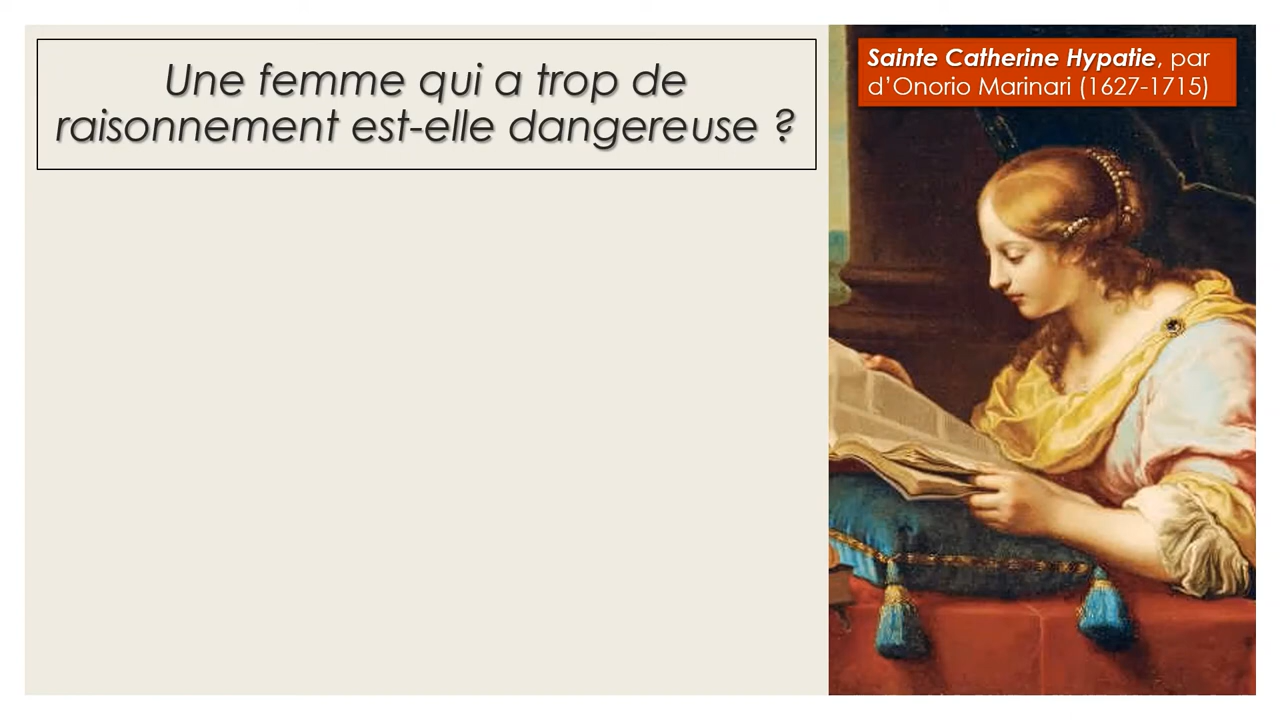 Une femme qui a trop de
raisonnement est-elle dangereuse ?
Sainte Catherine Hypatie, par
d’Onorio Marinari (1627-1715)